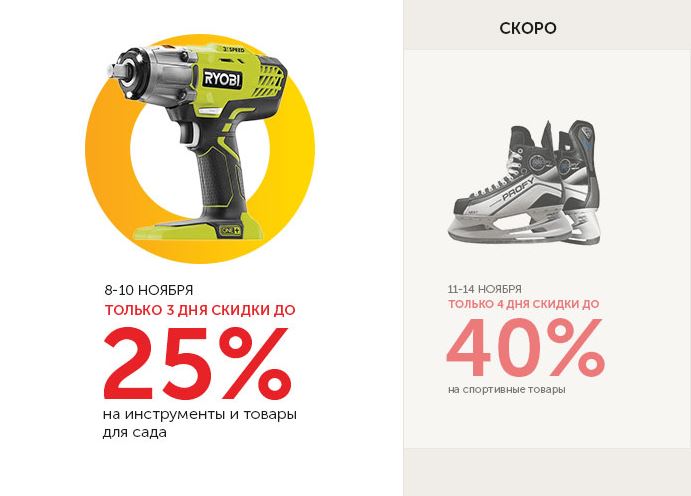 3 SPEED
RYOBI
ONE+
8-10 НОЯБРЯ
ТОЛЬКО 3 ДНЯ СКИДКИ ДО
25%
на инструменты и товары
для сада
СКОРО
PROFY
11-14 НОЯБРЯ
ТОЛЬКО 4 ДНЯ СКИДКИ ДО
40%
на спортивные товары